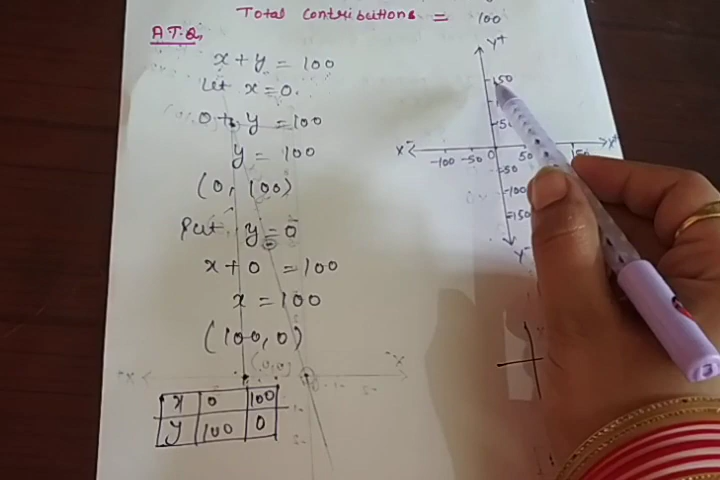 Total Contributions = 100
A.T.Q,
x + y = 100
Let x = 0.
0 + y = 100
y = 100
(0, 100)
Put y = 0
x + 0 = 100
x = 100
(100, 0)
x 0 100
y 100 0
Y+
150
50
X- -100 -50 0 50 150 X+
-50
-100
-150
Y-